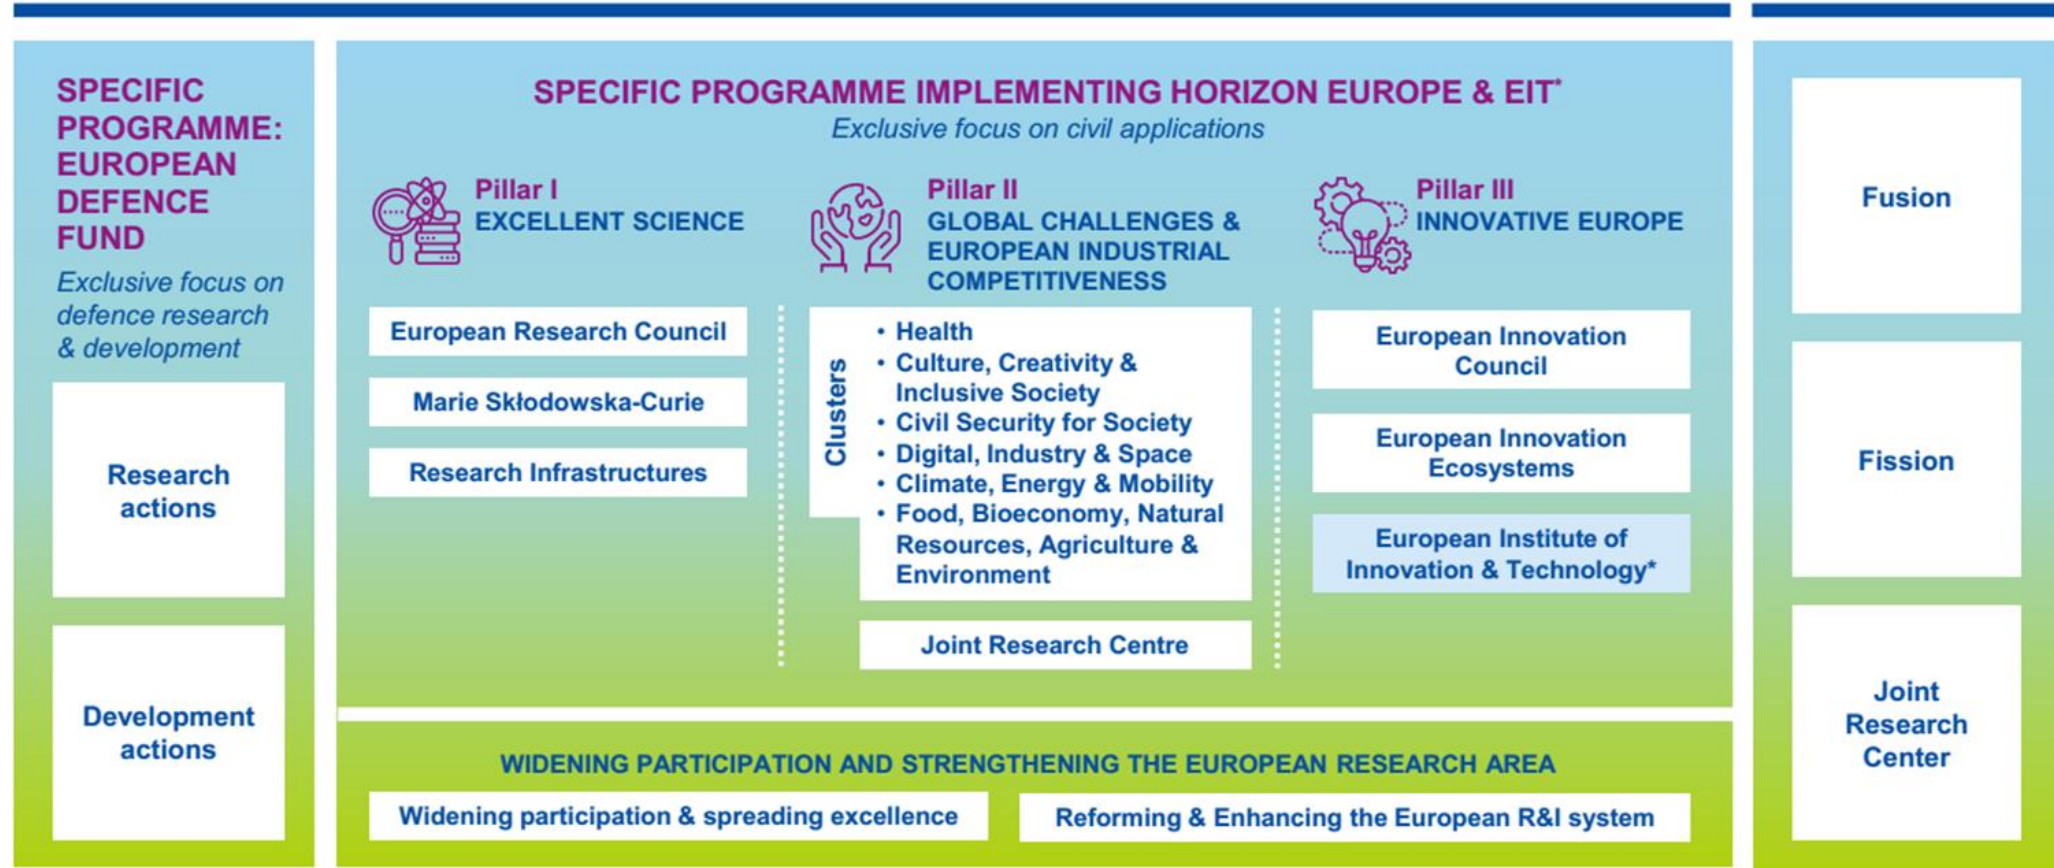 SPECIFIC
PROGRAMME:
EUROPEAN
DEFENCE
FUND
Exclusive focus on
defence research
& development
Research
actions
Development
actions
SPECIFIC PROGRAMME IMPLEMENTING HORIZON EUROPE & EIT*
Exclusive focus on civil applications
Pillar I
EXCELLENT SCIENCE
European Research Council
Marie Skłodowska-Curie
Research Infrastructures
Pillar II
GLOBAL CHALLENGES &
EUROPEAN INDUSTRIAL
COMPETITIVENESS
Clusters
• Health
• Culture, Creativity &
Inclusive Society
• Civil Security for Society
• Digital, Industry & Space
• Climate, Energy & Mobility
• Food, Bioeconomy, Natural
Resources, Agriculture &
Environment
Joint Research Centre
Pillar III
INNOVATIVE EUROPE
European Innovation
Council
European Innovation
Ecosystems
European Institute of
Innovation & Technology*
WIDENING PARTICIPATION AND STRENGTHENING THE EUROPEAN RESEARCH AREA
Widening participation & spreading excellence
Reforming & Enhancing the European R&I system
Fusion
Fission
Joint
Research
Center